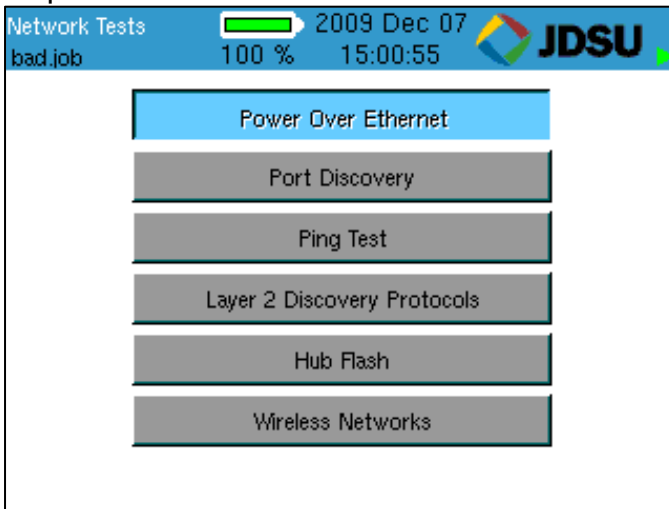 Network Tests
2009 Dec 07
JDSU
bad.job
100 %
15:00:55
Power Over Ethernet
Port Discovery
Ping Test
Layer 2 Discovery Protocols
Hub Flash
Wireless Networks